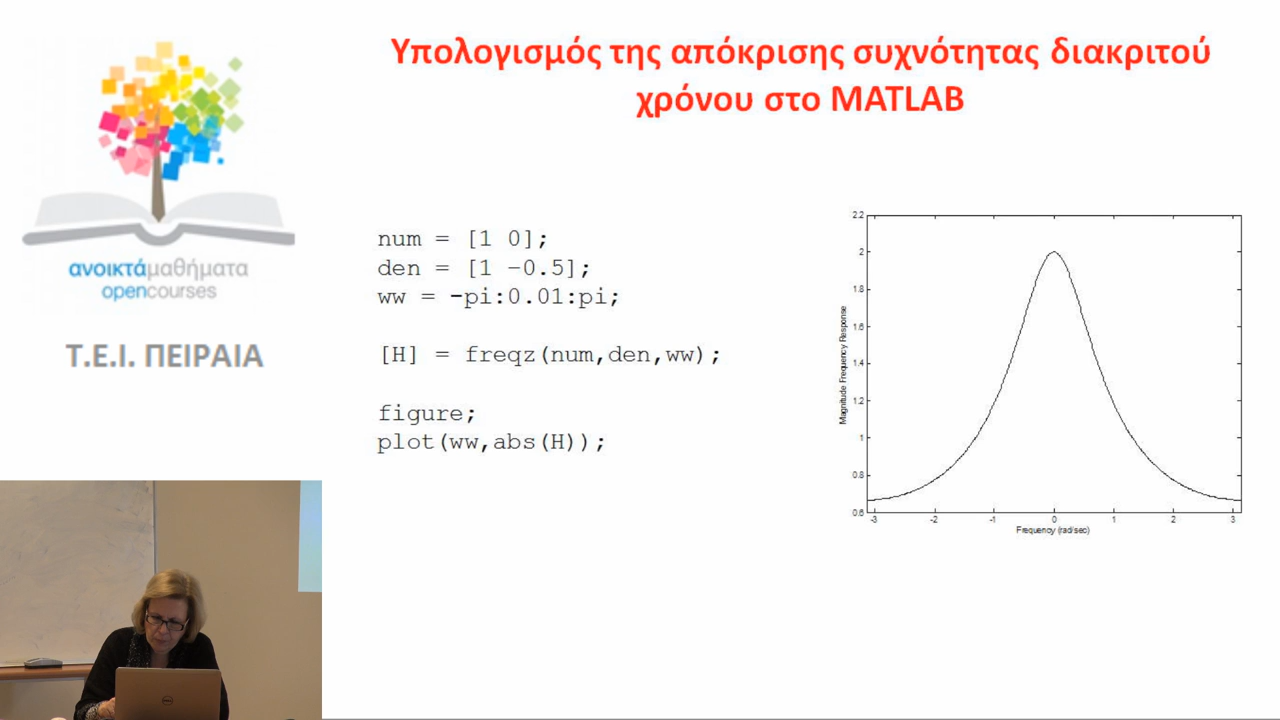 Υπολογισμός της απόκρισης συχνότητας διακριτού
χρόνου στο MATLAB
ανοικτάμαθήματα
opencourses
Τ.Ε.Ι. ΠΕΙΡΑΙΑ
num = [1 0];
den = [1 –0.5];
ww = -pi:0.01:pi;
[H] = freqz(num,den,ww);
figure;
plot(ww,abs(H));
Magnitude Frequency Response
2.2
2
1.8
1.6
1.4
1.2
1
0.8
0.6
-3 -2 -1 0 1 2 3
Frequency (rad/sec)
DELL